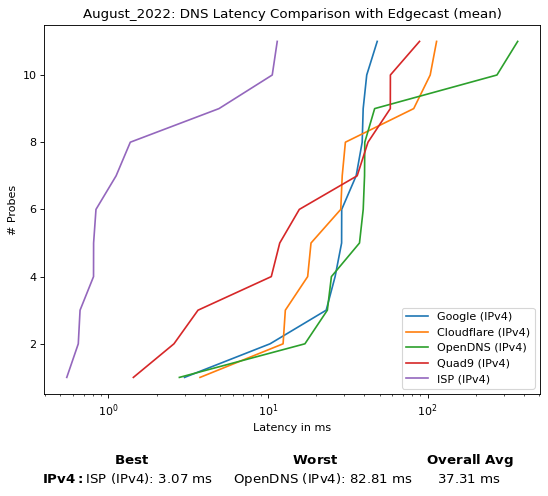 August_2022: DNS Latency Comparison with Edgecast (mean)
10
8
6
4
2
# Probes
10⁰
10¹
10²
Latency in ms
Google (IPv4)
Cloudflare (IPv4)
OpenDNS (IPv4)
Quad9 (IPv4)
ISP (IPv4)
Best Worst Overall Avg
IPv4: ISP (IPv4): 3.07 ms OpenDNS (IPv4): 82.81 ms 37.31 ms